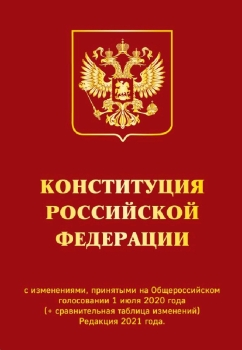 КОНСТИТУЦИЯ
РОССИЙСКОЙ
ФЕДЕРАЦИИ
с изменениями, принятыми на Общероссийском
голосовании 1 июля 2020 года
(+ сравнительная таблица изменений)
Редакция 2021 года.